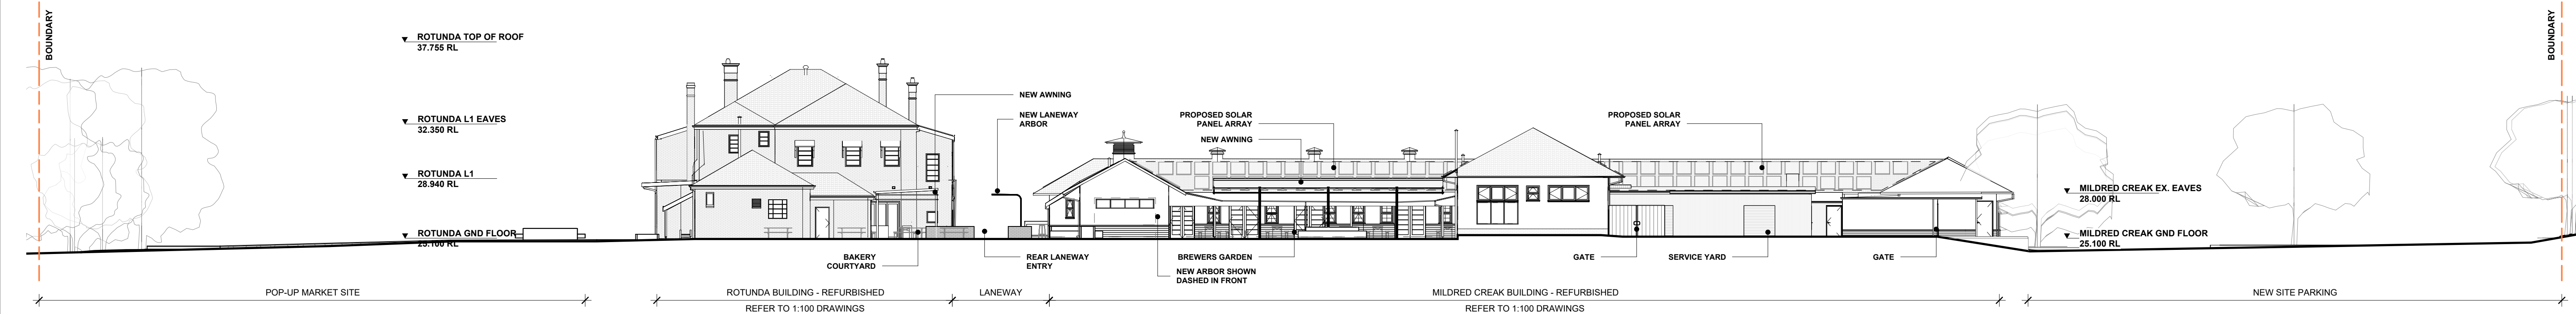 BOUNDARY
ROTUNDA TOP OF ROOF
37.755 RL
ROTUNDA L1 EAVES
32.350 RL
ROTUNDA L1
28.940 RL
ROTUNDA GND FLOOR
25.100 RL
NEW AWNING
NEW LANEWAY
ARBOR
PROPOSED SOLAR
PANEL ARRAY
NEW AWNING
PROPOSED SOLAR
PANEL ARRAY
BOUNDARY
MILDRED CREAK EX. EAVES
28.000 RL
MILDRED CREAK GND FLOOR
25.100 RL
BAKERY
COURTYARD
REAR LANEWAY
ENTRY
BREWERS GARDEN
NEW ARBOR SHOWN
DASHED IN FRONT
GATE
SERVICE YARD
GATE
POP-UP MARKET SITE
ROTUNDA BUILDING - REFURBISHED
REFER TO 1:100 DRAWINGS
LANEWAY
MILDRED CREAK BUILDING - REFURBISHED
REFER TO 1:100 DRAWINGS
NEW SITE PARKING